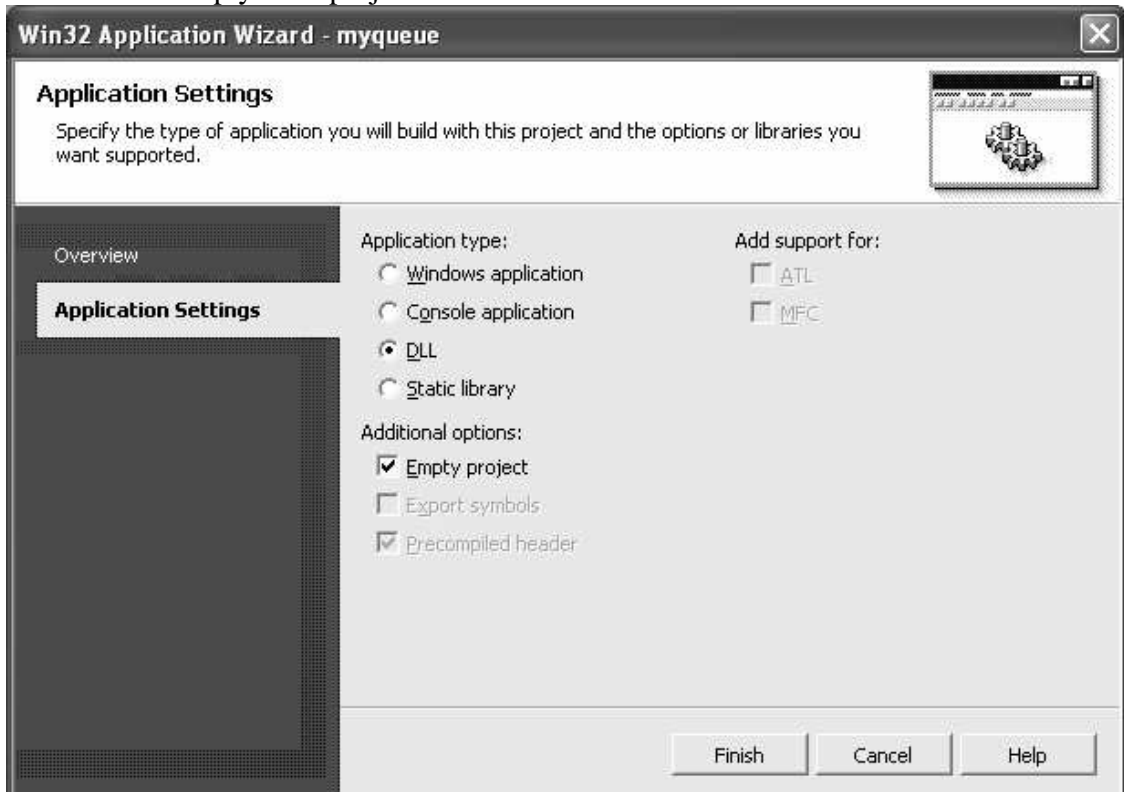 Win32 Application Wizard - myqueue
Application Settings
Specify the type of application you will build with this project and the options or libraries you
want supported.
Overview
Application Settings
Application type:
Windows application
Console application
DLL
Static library
Additional options:
Empty project
Export symbols
Precompiled header
Add support for:
ATL
MFC
Finish
Cancel
Help